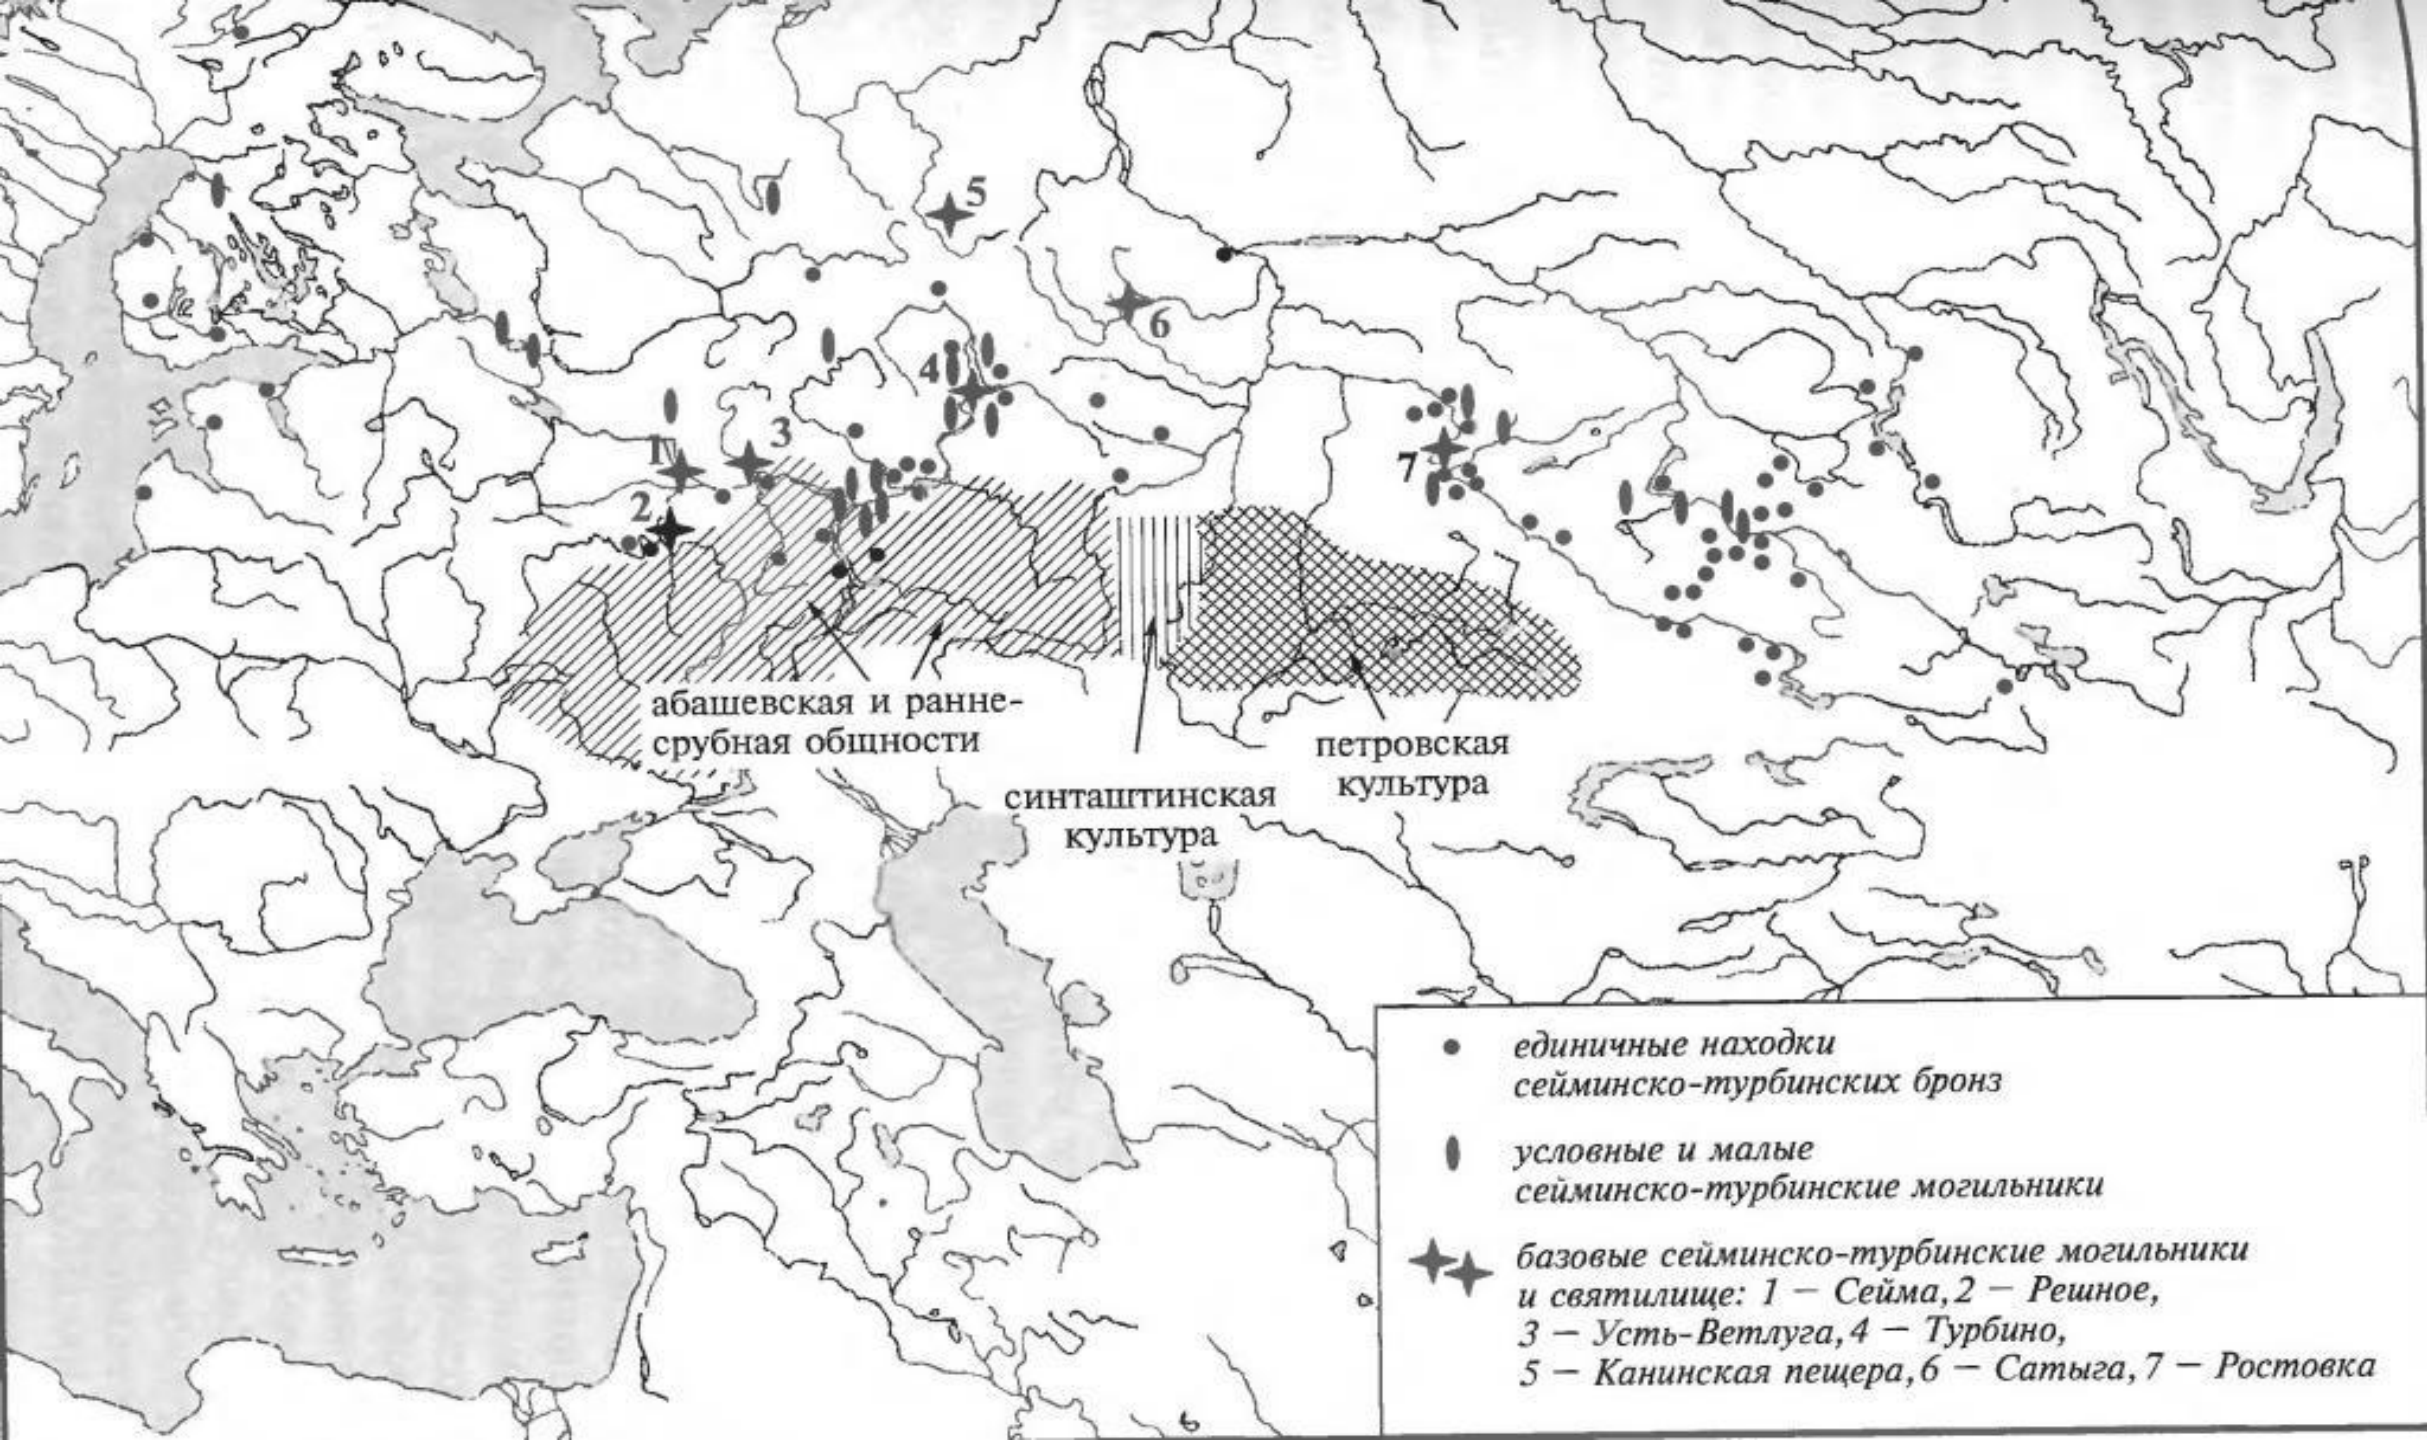 5
6
4
3
1
2
7
абашевская и ранне-
срубная общности
петровская
культура
синташтинская
культура
единичные находки
сейминско-турбинских бронз
условные и малые
сейминско-турбинские могильники
базовые сейминско-турбинские могильники
и святилище: 1 — Сейма, 2 — Решное,
3 — Усть-Ветлуга, 4 — Турбино,
5 — Канинская пещера, 6 — Сатыга, 7 — Ростовка